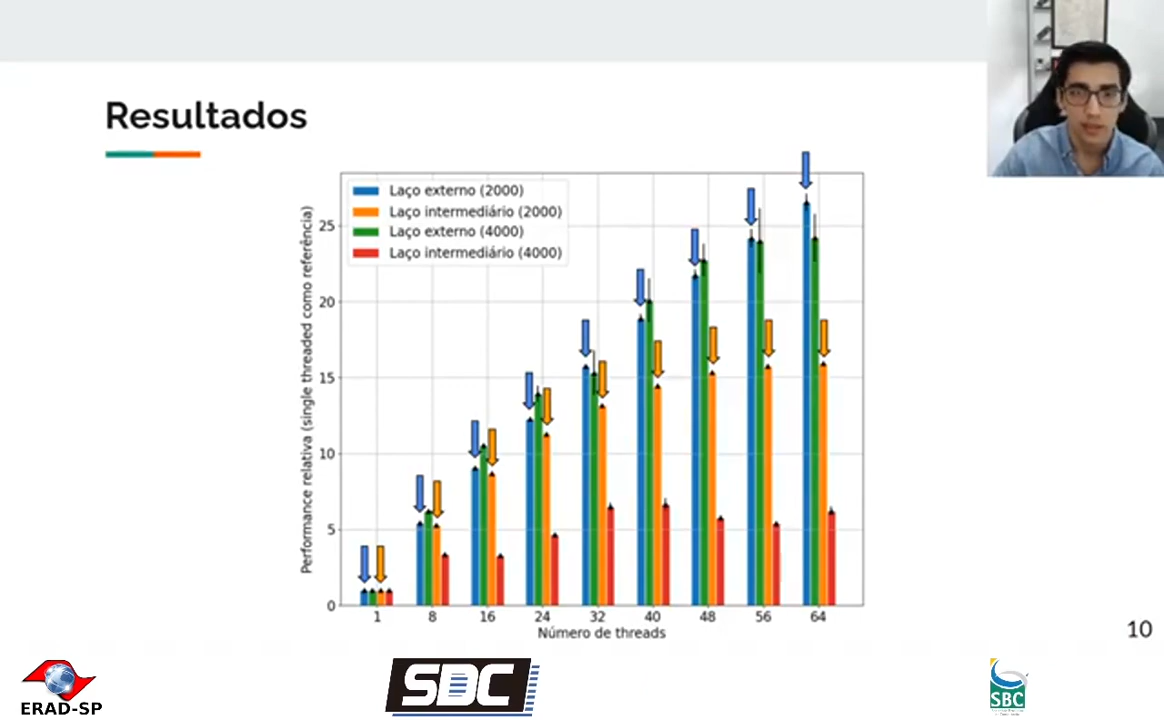 Resultados
Laço externo (2000)
Laço intermediário (2000)
Laço externo (4000)
Laço intermediário (4000)
Performance relativa (single threaded como referência)
25
20
15
10
5
0
1 8 16 24 32 40 48 56 64
Número de threads
10
ERAD-SP
SDC
SBC